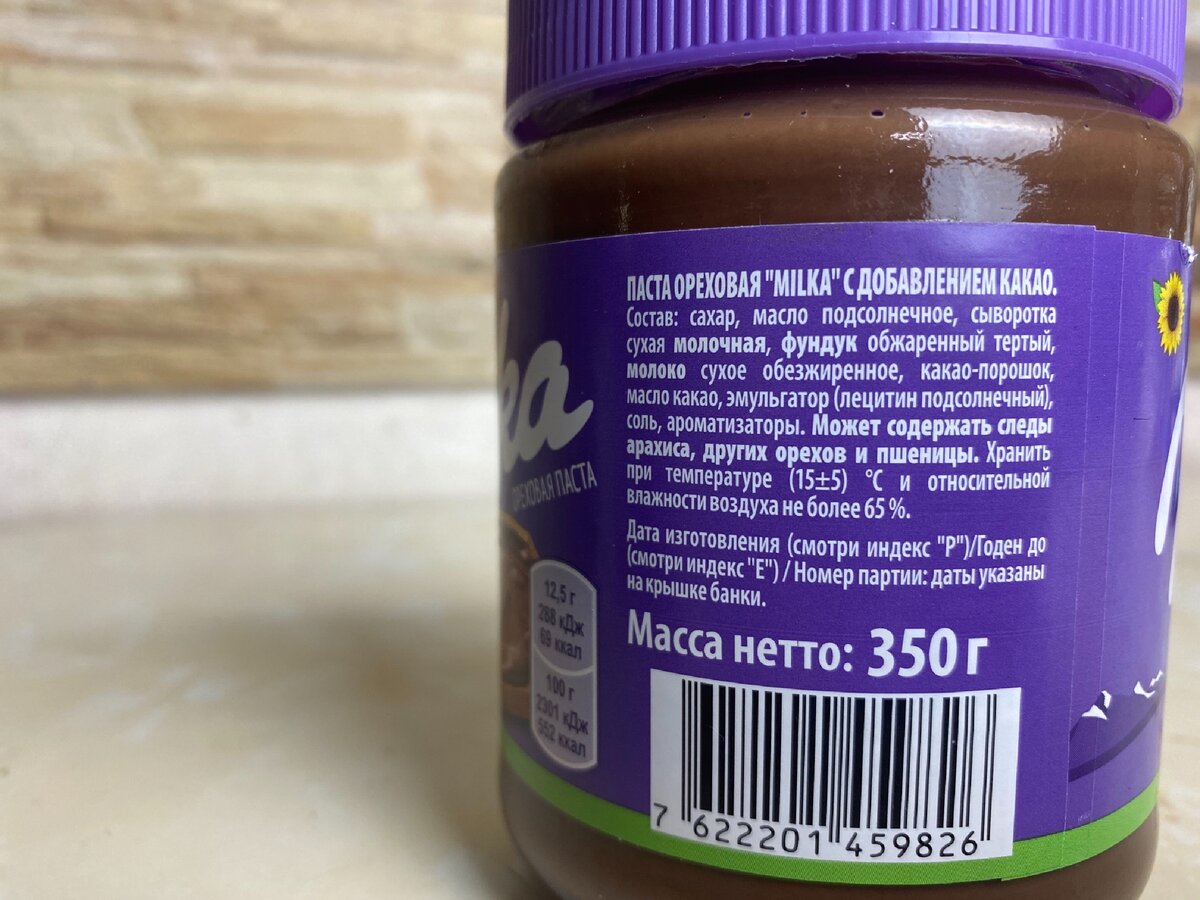 ПАСТА ОРЕХОВАЯ "MILKA" С ДОБАВЛЕНИЕМ КАКАО.
Состав: сахар, масло подсолнечное, сыворотка
сухая молочная, фундук обжаренный тертый,
молоко сухое обезжиренное, какао-порошок,
масло какао, эмульгатор (лецитин подсолнечный),
соль, ароматизаторы. Может содержать следы
арахиса, других орехов и пшеницы. Хранить
при температуре (15±5) °C и относительной
влажности воздуха не более 65 %.
Дата изготовления (смотри индекс "P")/Годен до
(смотри индекс "E") / Номер партии: даты указаны
на крышке банки.
Масса нетто: 350 г
7 622201 459826
ka
ОРЕХОВАЯ ПАСТА
12,5 г
288 кДж
69 ккал
100 г
2301 кДж
552 ккал